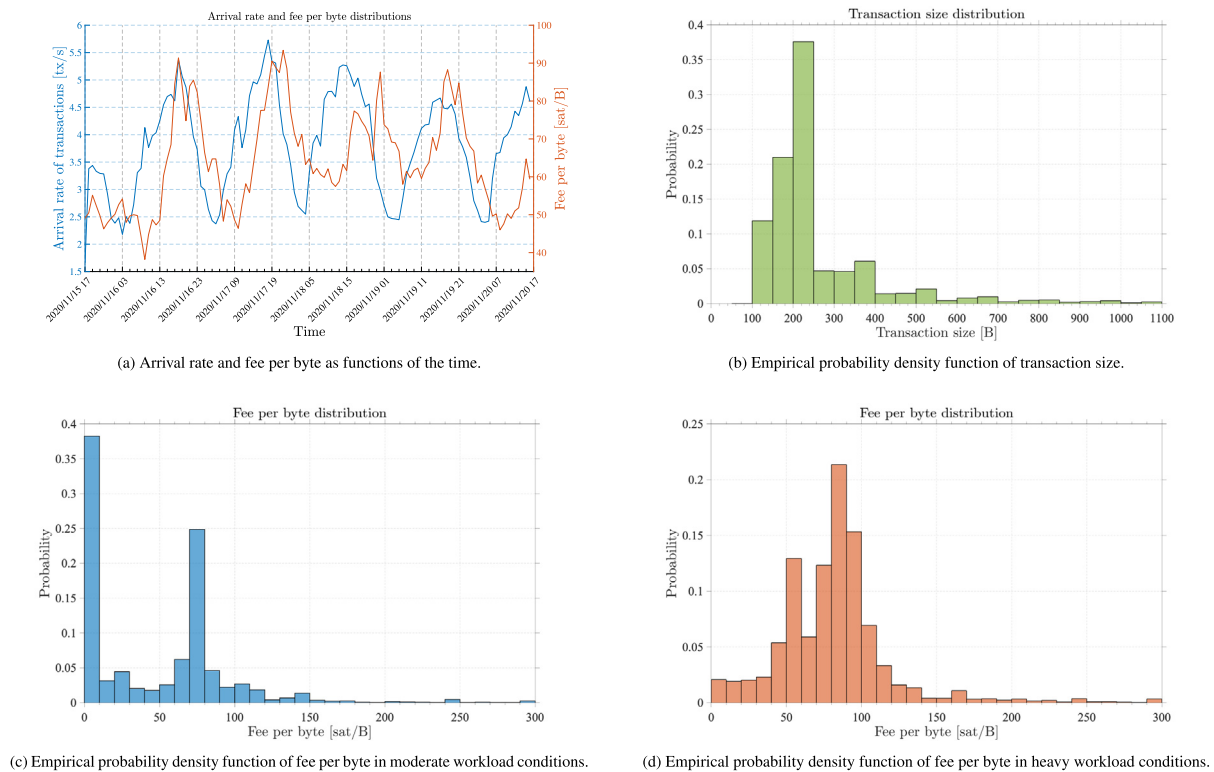 Arrival rate and fee per byte distributions
Arrival rate of transactions [tx/s]
6
5.5
5
4.5
4
3.5
3
2.5
2
1.5
100
90
80
70
60
50
40
Fee per byte [sat/B]
2020/11/15 17
2020/11/16 03
2020/11/16 13
2020/11/16 23
2020/11/17 09
2020/11/17 19
2020/11/18 05
2020/11/18 15
2020/11/19 01
2020/11/19 11
2020/11/19 21
2020/11/20 07
2020/11/20 17
Time
(a) Arrival rate and fee per byte as functions of the time.
Transaction size distribution
Probability
0.4
0.35
0.3
0.25
0.2
0.15
0.1
0.05
0
0 100 200 300 400 500 600 700 800 900 1000 1100
Transaction size [B]
(b) Empirical probability density function of transaction size.
Fee per byte distribution
Probability
0.4
0.35
0.3
0.25
0.2
0.15
0.1
0.05
0
0 50 100 150 200 250 300
Fee per byte [sat/B]
(c) Empirical probability density function of fee per byte in moderate workload conditions.
Fee per byte distribution
Probability
0.25
0.2
0.15
0.1
0.05
0
0 50 100 150 200 250 300
Fee per byte [sat/B]
(d) Empirical probability density function of fee per byte in heavy workload conditions.